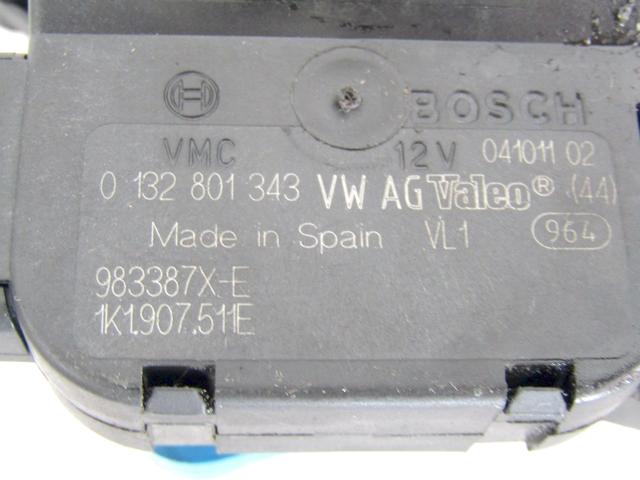 BOSCH
VMC 12V 041011 02
0 132 801 343 VW AG Valeo® (44)
Made in Spain VL1 964
983387X-E
1K1.907.511E